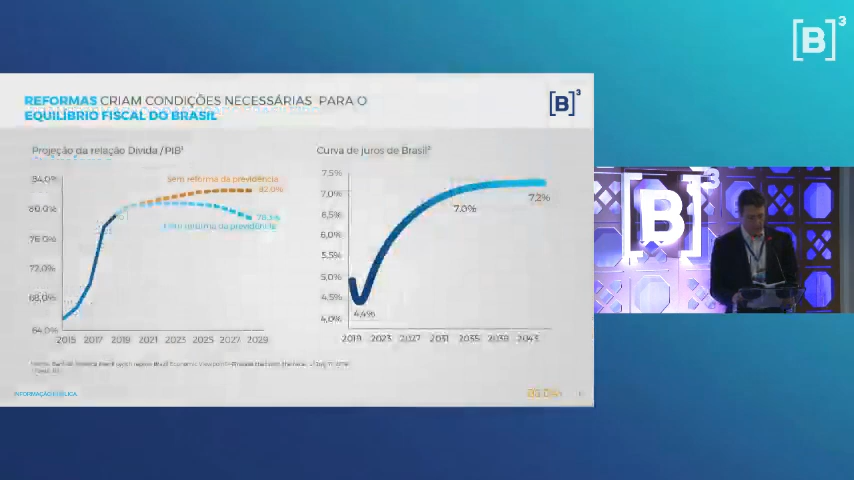 [B]³
REFORMAS CRIAM CONDIÇÕES NECESSÁRIAS PARA O
EQUILÍBRIO FISCAL DO BRASIL
[B]³
Projeção da relação Dívida/PIB¹
84,0%
80,0%
76,0%
72,0%
68,0%
64,0%
sem reforma da previdência
82,0%
com reforma da previdência
2015 2017 2019 2021 2023 2025 2027 2029
Curva de juros de Brasil²
7,5%
7,0%
6,5%
6,0%
5,5%
5,0%
4,5%
4,0%
7,0%
7,2%
4,4%
2019 2023 2027 2031 2035 2039 2043
INFORMAÇÃO PÚBLICA
[B]³